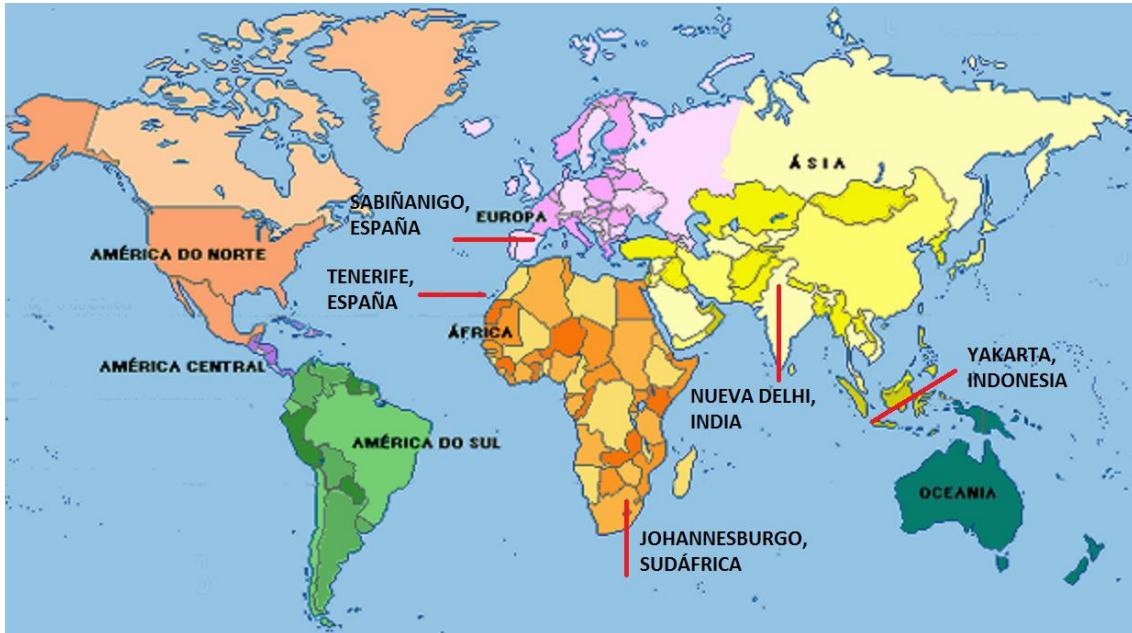 ÁSIA
SABIÑANIGO,
ESPAÑA
EUROPA
AMÉRICA DO NORTE
TENERIFE,
ESPAÑA
ÁFRICA
AMÉRICA CENTRAL
YAKARTA,
INDONESIA
NUEVA DELHI,
INDIA
AMÉRICA DO SUL
OCEANIA
JOHANNESBURGO,
SUDÁFRICA